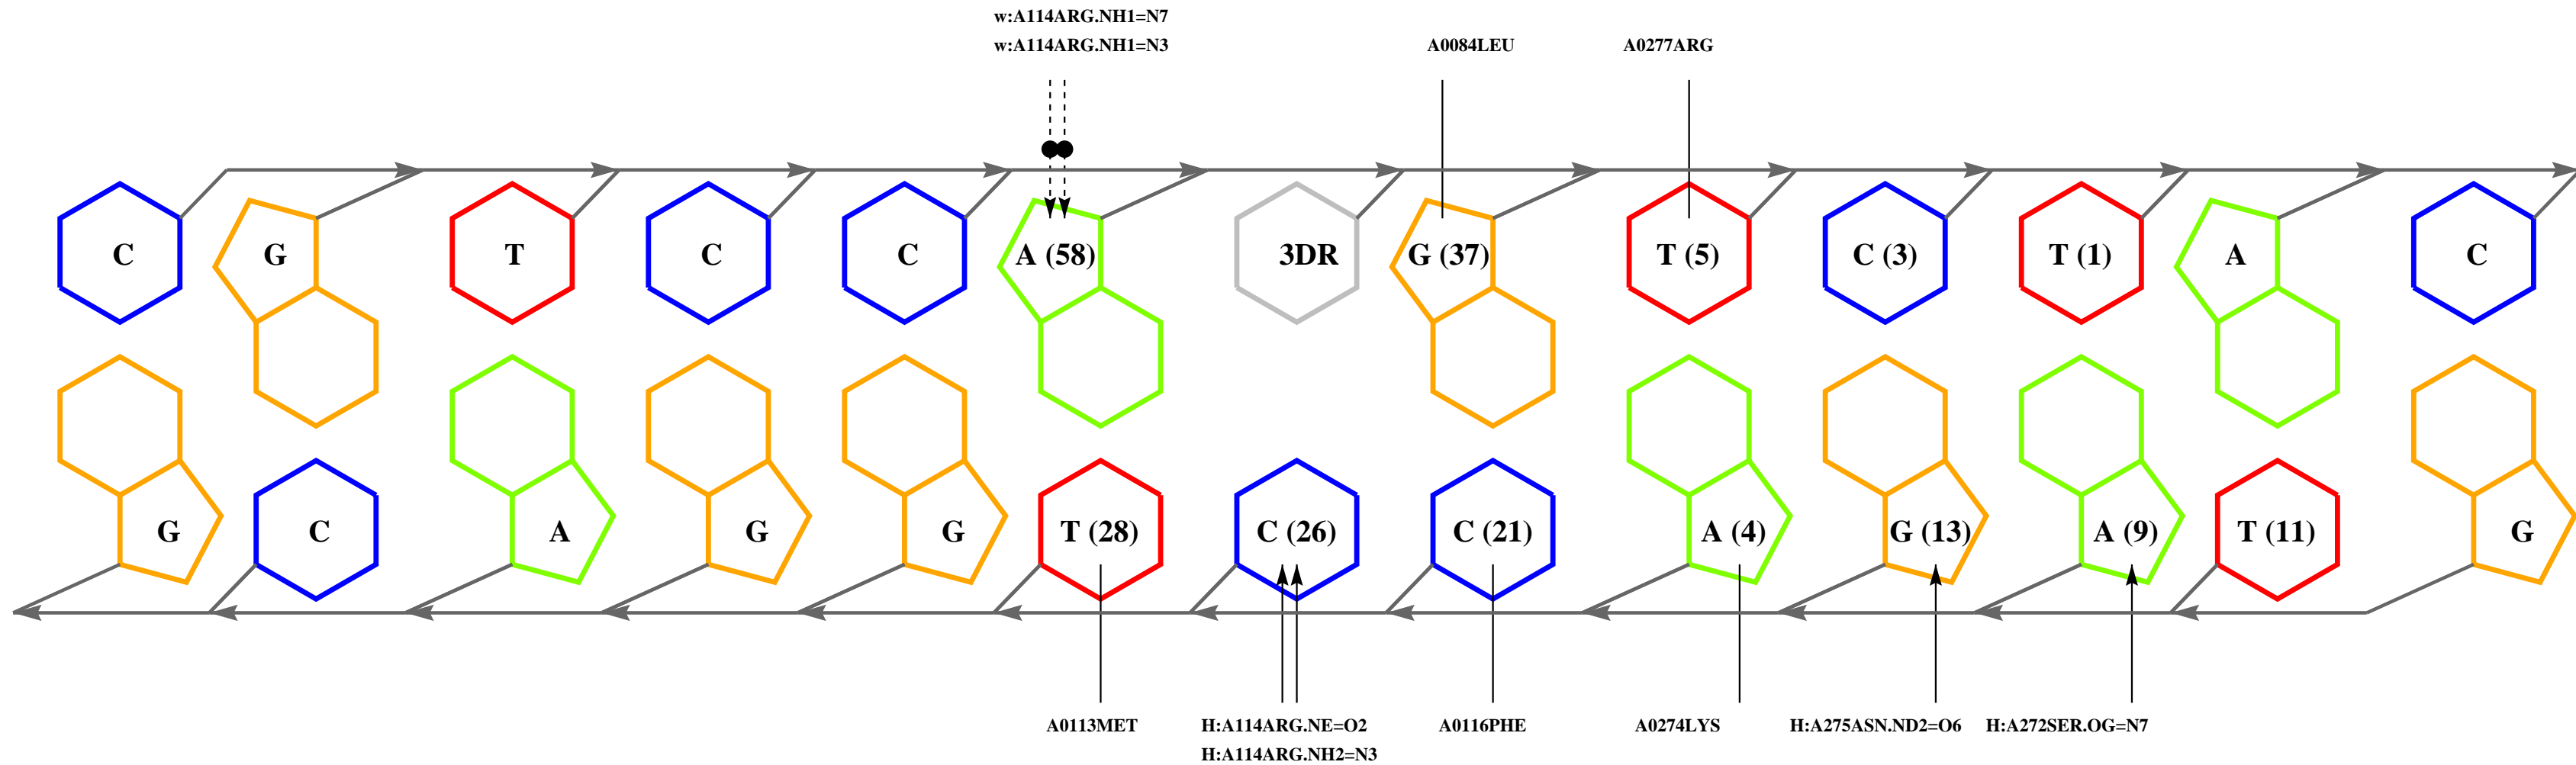 w:A114ARG.NH1=N7
w:A114ARG.NH1=N3
A0084LEU A0277ARG
C G T C C A (58) 3DR G (37) T (5) C (3) T (1) A C
G C A G G T (28) C (26) C (21) A (4) G (13) A (9) T (11) G
A0113MET H:A114ARG.NE=O2 A0116PHE A0274LYS H:A275ASN.ND2=O6 H:A272SER.OG=N7
H:A114ARG.NH2=N3